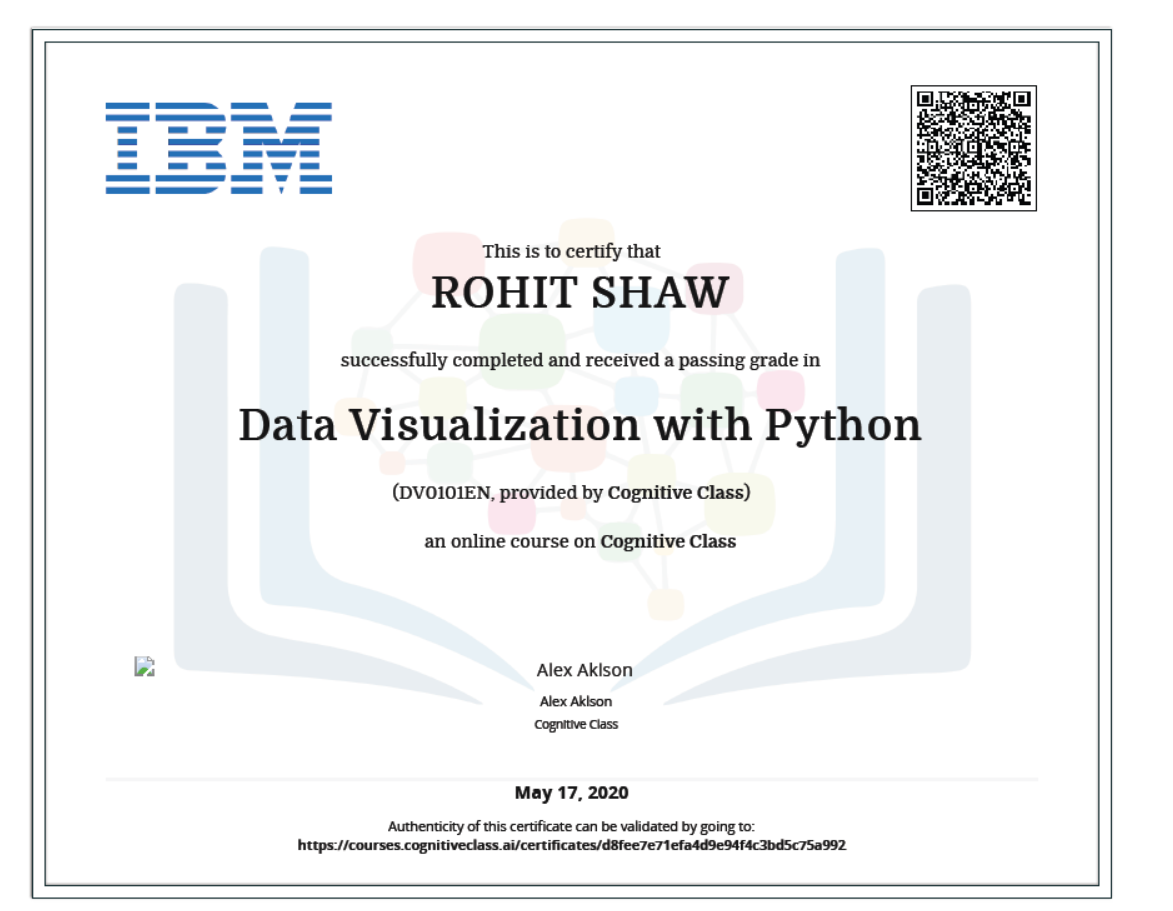 IBM
This is to certify that
ROHIT SHAW
successfully completed and received a passing grade in
Data Visualization with Python
(DV0101EN, provided by Cognitive Class)
an online course on Cognitive Class
Alex Aklson
Alex Aklson
Cognitive Class
May 17, 2020
Authenticity of this certificate can be validated by going to:
https://courses.cognitiveclass.ai/certificates/d8fee7e71efa4d9e94f4c3bd5c75a992